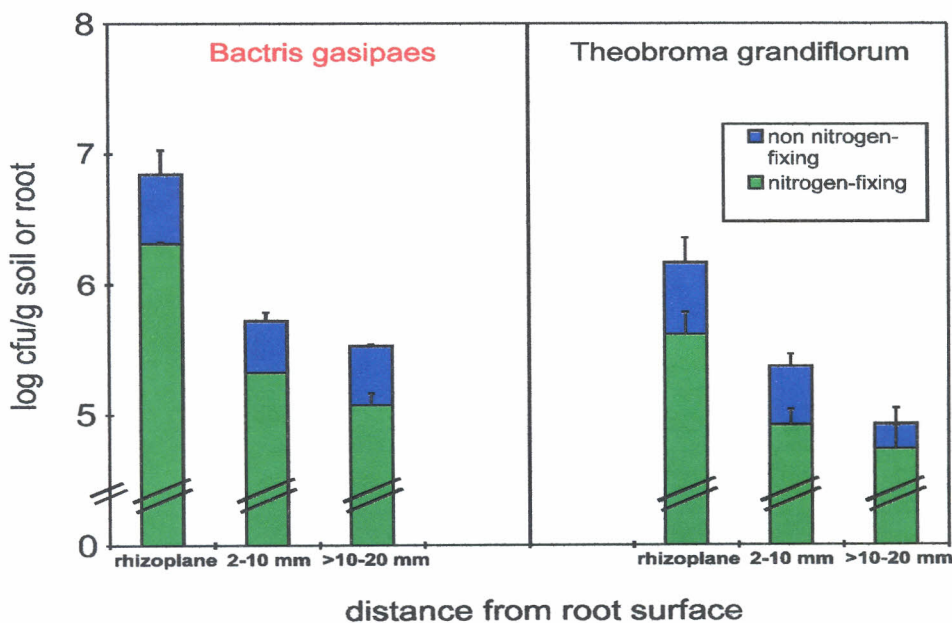 8
7
6
5
0
log cfu/g soil or root
Bactris gasipaes
Theobroma grandiflorum
non nitrogen-
fixing
nitrogen-fixing
rhizoplane 2-10 mm >10-20 mm
rhizoplane 2-10 mm >10-20 mm
distance from root surface